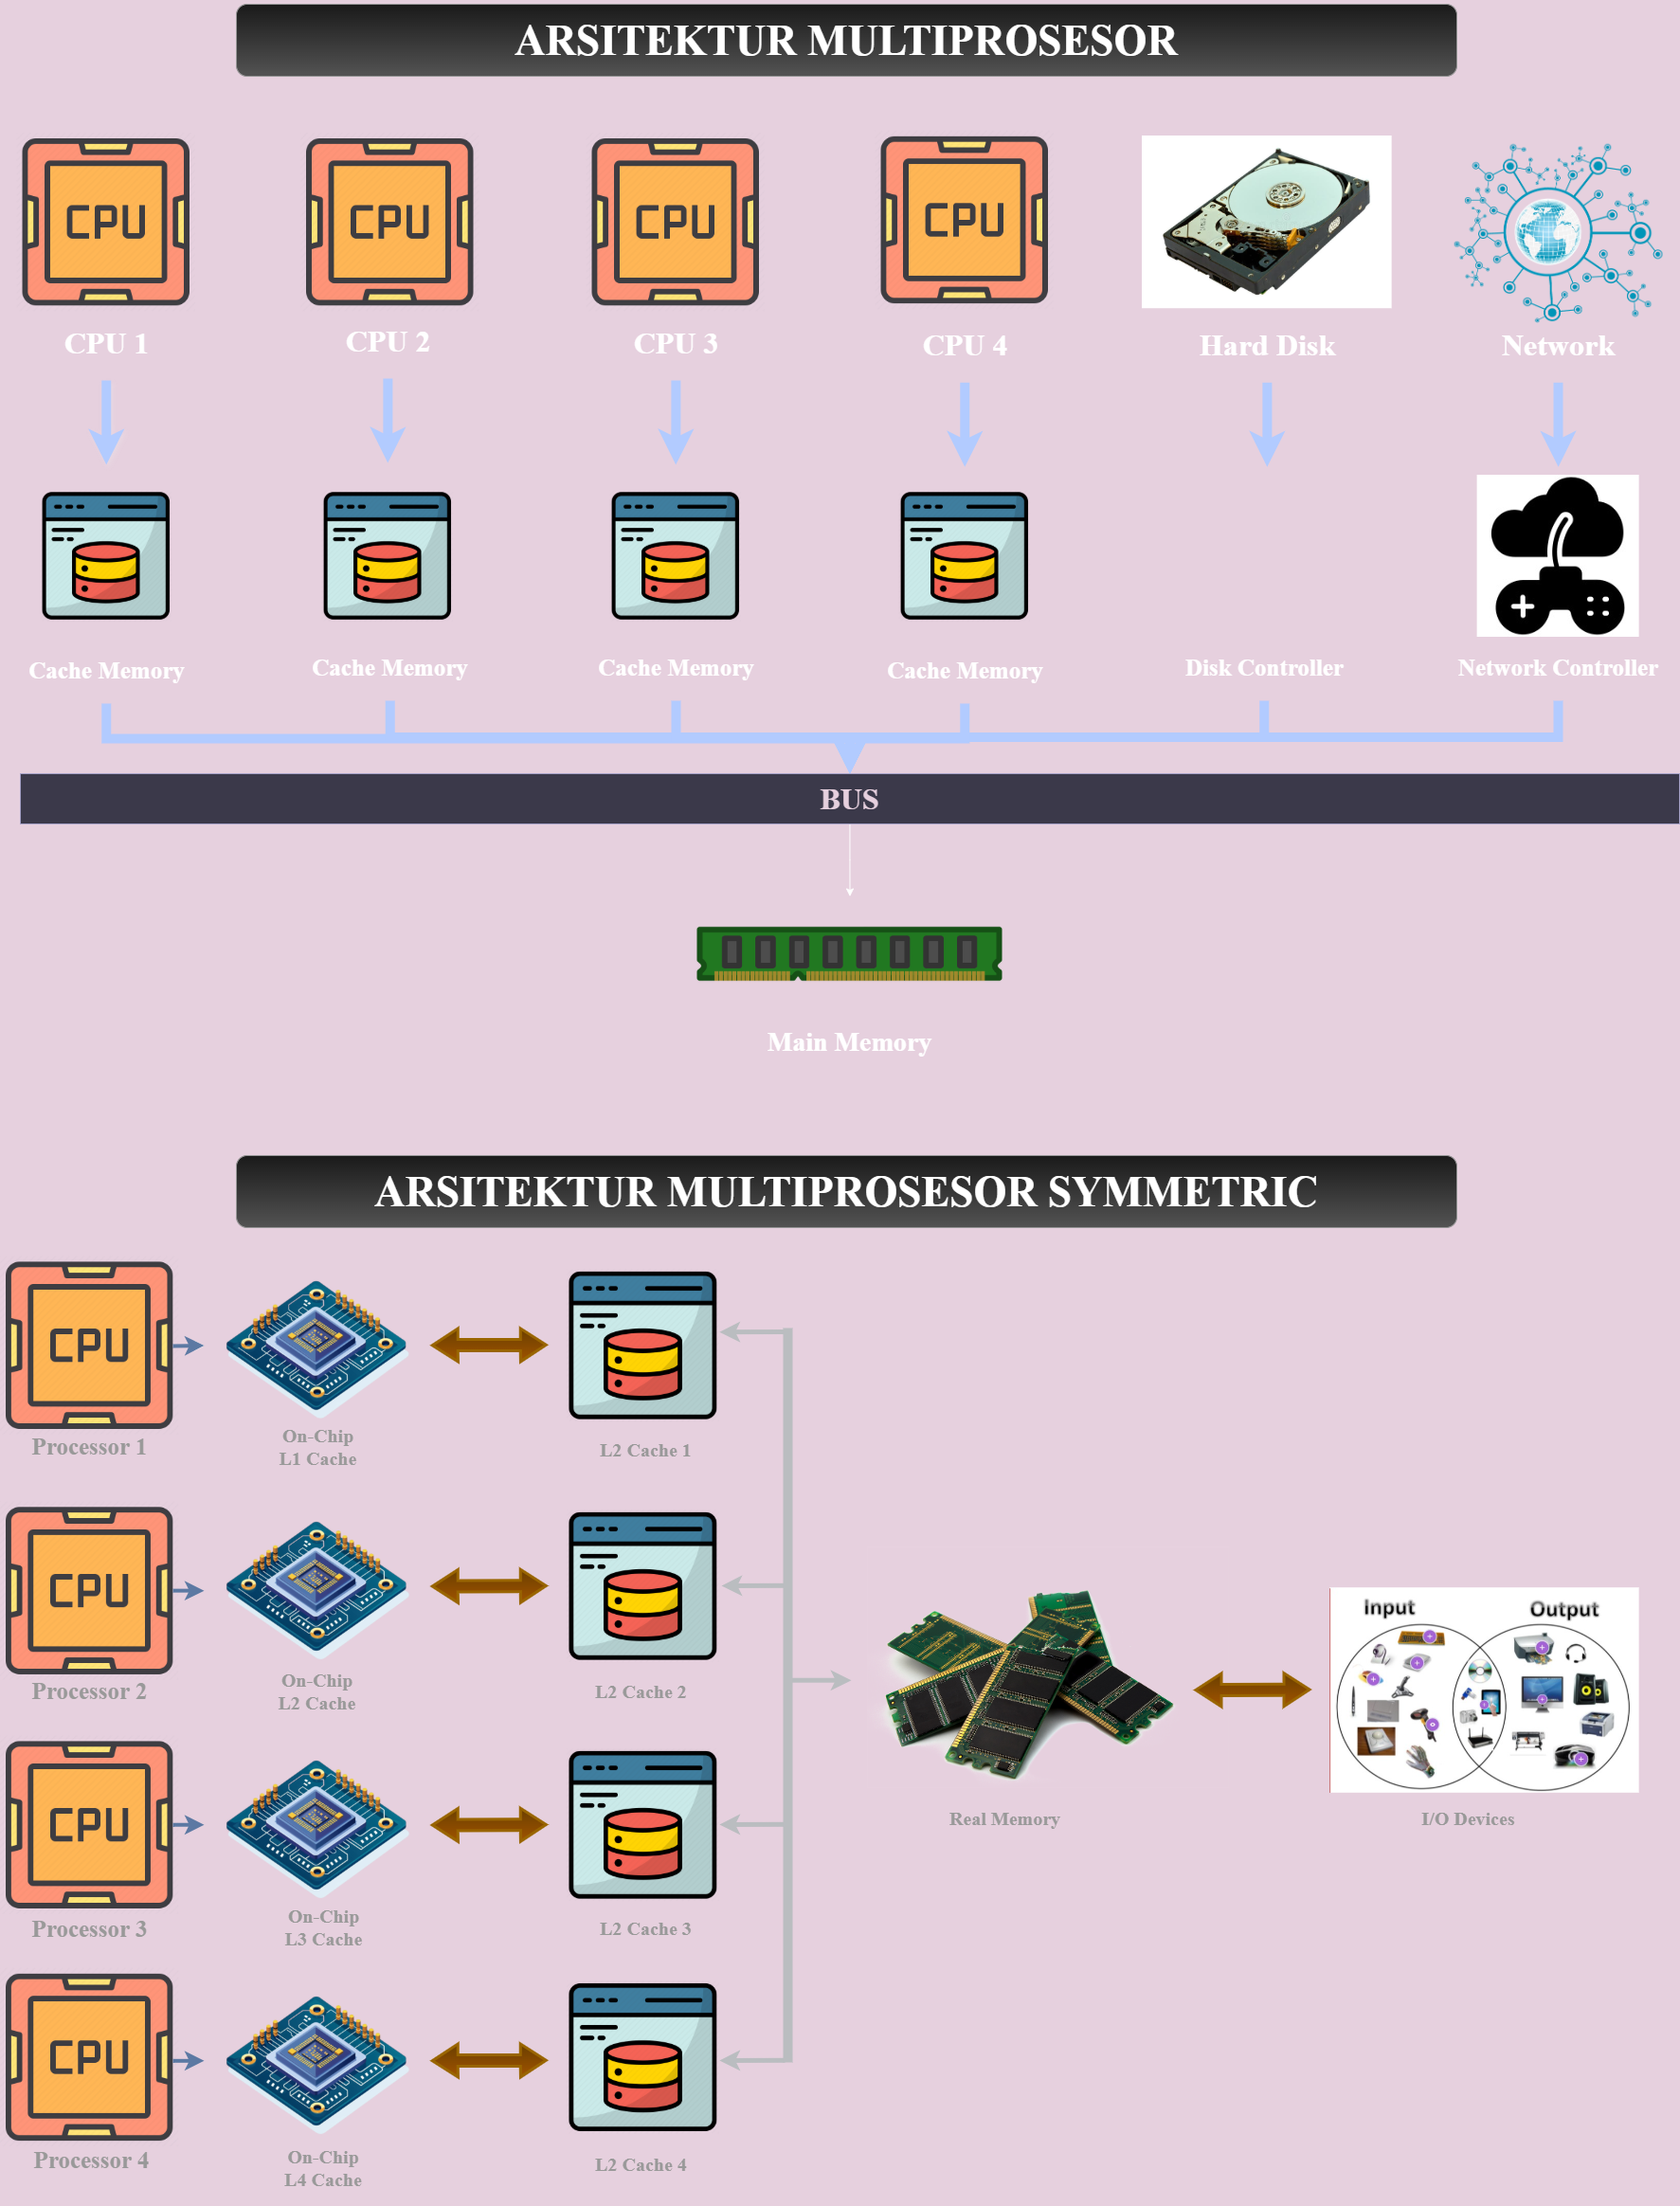 ARSITEKTUR MULTIPROSESOR
CPU
CPU
CPU
CPU
CPU 1
CPU 2
CPU 3
CPU 4
Hard Disk
Network
Cache Memory
Cache Memory
Cache Memory
Cache Memory
Disk Controller
Network Controller
BUS
Main Memory
ARSITEKTUR MULTIPROSESOR SYMMETRIC
CPU
Processor 1
On-Chip
L1 Cache
L2 Cache 1
CPU
Processor 2
On-Chip
L2 Cache
L2 Cache 2
CPU
Processor 3
On-Chip
L3 Cache
L2 Cache 3
CPU
Processor 4
On-Chip
L4 Cache
L2 Cache 4
Real Memory
Input
Output
I/O Devices